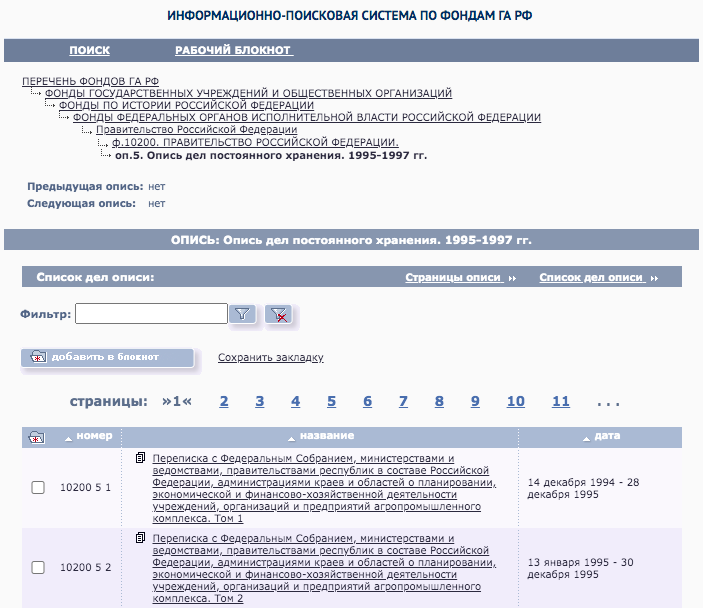 ИНФОРМАЦИОННО-ПОИСКОВАЯ СИСТЕМА ПО ФОНДАМ ГА РФ
ПОИСК РАБОЧИЙ БЛОКНОТ
ПЕРЕЧЕНЬ ФОНДОВ ГА РФ
ФОНДЫ ГОСУДАРСТВЕННЫХ УЧРЕЖДЕНИЙ И ОБЩЕСТВЕННЫХ ОРГАНИЗАЦИЙ
ФОНДЫ ПО ИСТОРИИ РОССИЙСКОЙ ФЕДЕРАЦИИ
ФОНДЫ ФЕДЕРАЛЬНЫХ ОРГАНОВ ИСПОЛНИТЕЛЬНОЙ ВЛАСТИ РОССИЙСКОЙ ФЕДЕРАЦИИ
Правительство Российской Федерации
ф.10200. ПРАВИТЕЛЬСТВО РОССИЙСКОЙ ФЕДЕРАЦИИ.
оп.5. Опись дел постоянного хранения. 1995-1997 гг.
Предыдущая опись: нет
Следующая опись: нет
ОПИСЬ: Опись дел постоянного хранения. 1995-1997 гг.
Список дел описи: Страницы описи Список дел описи
Фильтр:
добавить в блокнот Сохранить закладку
страницы: »1« 2 3 4 5 6 7 8 9 10 11 . . .
номер название дата
Переписка с Федеральным Собранием, министерствами и
ведомствами, правительствами республик в составе Российской
Федерации, администрациями краев и областей о планировании,
экономической и финансово-хозяйственной деятельности
учреждений, организаций и предприятий агропромышленного
комплекса. Том 1
10200 5 1
14 декабря 1994 - 28
декабря 1995
Переписка с Федеральным Собранием, министерствами и
ведомствами, правительствами республик в составе Российской
Федерации, администрациями краев и областей о планировании,
экономической и финансово-хозяйственной деятельности
учреждений, организаций и предприятий агропромышленного
комплекса. Том 2
10200 5 2
13 января 1995 - 30
декабря 1995